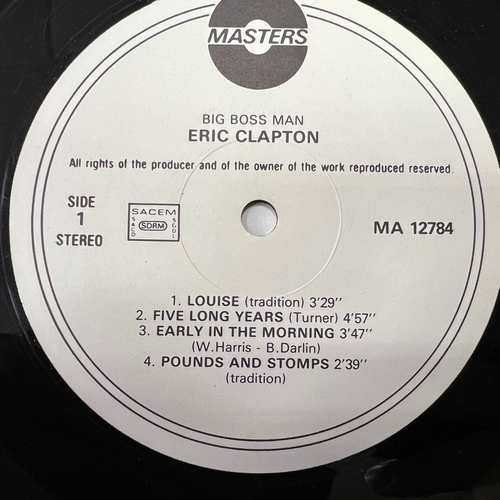 MASTERS
BIG BOSS MAN
ERIC CLAPTON
All rights of the producer and of the owner of the work reproduced reserved.
SIDE
1
STEREO
SACEM
SDRM
SACD
SGDL
MA 12784
1. LOUISE (tradition) 3'29''
2. FIVE LONG YEARS (Turner) 4'57''
3. EARLY IN THE MORNING 3'47''
(W. Harris - B. Darlin)
4. POUNDS AND STOMPS 2'39''
(tradition)